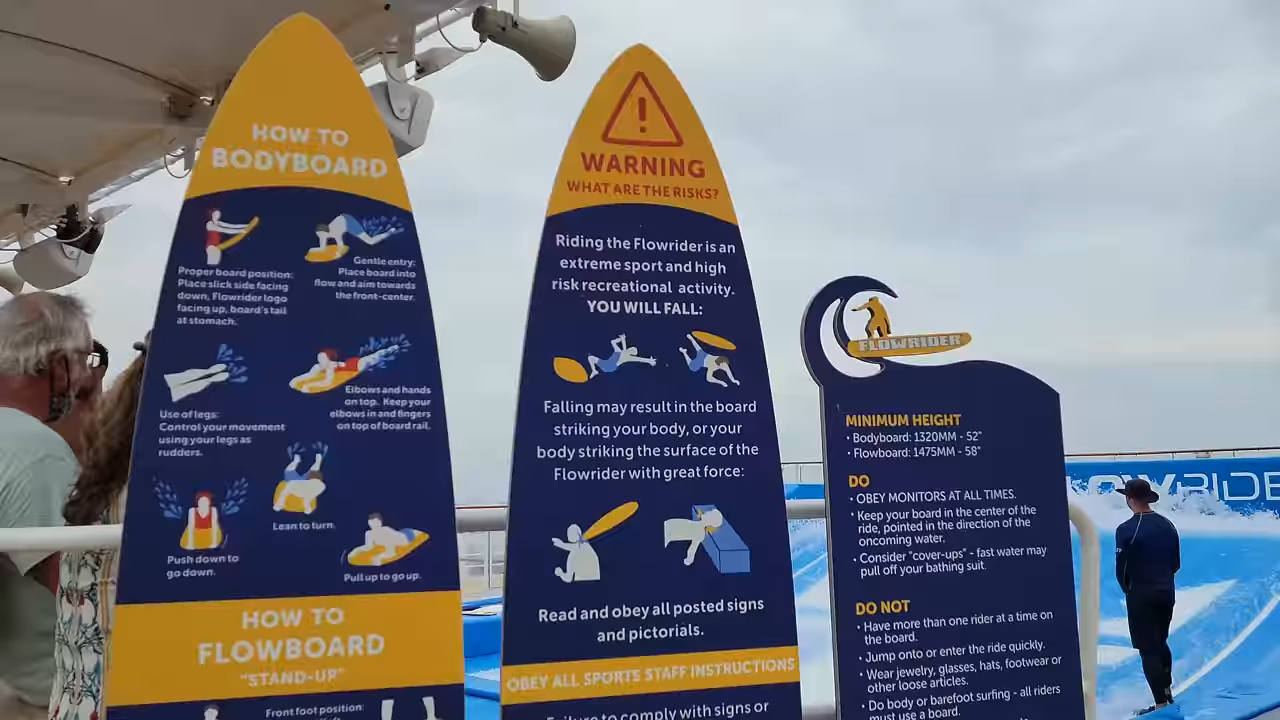 HOW TO
BODYBOARD
Proper board position:
Place slick side facing
down, Flowrider logo
facing up, board's tail
at stomach.
Gentle entry:
Place board into
flow and aim towards
the front-center.
Use of legs:
Control your movement
using your legs as
rudders.
Elbows and hands
on top. Keep your
elbows in and fingers
on top of board rail.
Lean to turn.
Push down to
go down.
Pull up to go up.
HOW TO
FLOWBOARD
"STAND-UP"
Front foot position:
WARNING
WHAT ARE THE RISKS?
Riding the Flowrider is an
extreme sport and high
risk recreational activity.
YOU WILL FALL:
Falling may result in the board
striking your body, or your
body striking the surface of the
Flowrider with great force:
Read and obey all posted signs
and pictorials.
OBEY ALL SPORTS STAFF INSTRUCTIONS
Failure to comply with signs or
FLOWRIDER
MINIMUM HEIGHT
• Bodyboard: 1320MM - 52"
• Flowboard: 1475MM - 58"
DO
• OBEY MONITORS AT ALL TIMES.
• Keep your board in the center of the
ride, pointed in the direction of the
oncoming water.
• Consider "cover-ups" - fast water may
pull off your bathing suit.
DO NOT
• Have more than one rider at a time on
the board.
• Jump onto or enter the ride quickly.
• Wear jewelry, glasses, hats, footwear or
other loose articles.
• Do body or barefoot surfing - all riders
must use a board.